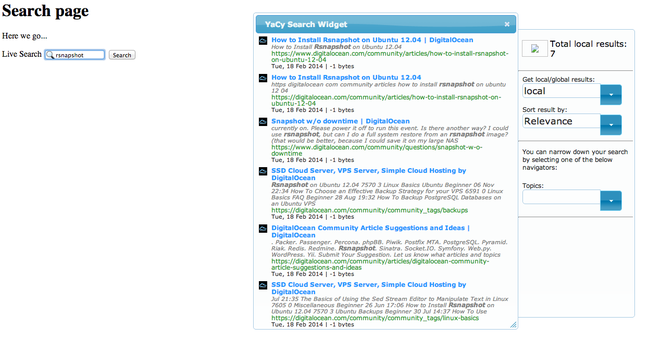 Search page
Here we go...
Live Search rsnapshot Search
YaCy Search Widget
How to Install Rsnapshot on Ubuntu 12.04 | DigitalOcean
How to Install Rsnapshot on Ubuntu 12.04
https://www.digitalocean.com/community/articles/how-to-install-rsnapshot
-on-ubuntu-12-04
Tue, 18 Feb 2014 | -1 bytes
How to Install Rsnapshot on Ubuntu 12.04
https digitalocean com community articles how to install rsnapshot on ubuntu
12 04
https://digitalocean.com/community/articles/how-to-install-rsnapshot-on-
ubuntu-12-04
Tue, 18 Feb 2014 | -1 bytes
Snapshot w/o downtime | DigitalOcean
currently on. Please power it off to run this event. Is there another way? I could
use rsnapshot, but can I do a full system restore from an rsnapshot image?
(that would be better, because I could save it on my large NAS
https://www.digitalocean.com/community/questions/snapshot-w-o-
downtime
Tue, 18 Feb 2014 | -1 bytes
SSD Cloud Server, VPS Server, Simple Cloud Hosting by
DigitalOcean
Rsnapshot on Ubuntu 12.04 7570 3 Linux Basics Ubuntu Beginner 06 Nov
22:34 How To Choose an Effective Backup Strategy for your VPS 6591 0 Linux
Basics FAQ Beginner 28 Aug 19:32 How To Backup PostgreSQL Databases on
an Ubuntu VPS
https://digitalocean.com/community/community_tags/backups
Tue, 18 Feb 2014 | -1 bytes
DigitalOcean Community Article Suggestions and Ideas |
DigitalOcean
. Packer. Passenger. Percona. phpBB. Piwik. Postfix MTA. PostgreSQL. Pyramid.
Riak. Redis. Redmine. Rsnapshot. Sinatra. Socket.IO. Symfony. Web.py.
WordPress. Yii. Submit Your Suggestion. Let us know what articles and topics
https://digitalocean.com/community/articles/digitalocean-community-
article-suggestions-and-ideas
Tue, 18 Feb 2014 | -1 bytes
SSD Cloud Server, VPS Server, Simple Cloud Hosting by
DigitalOcean
Jul 21:35 The Basics of Using the Sed Stream Editor to Manipulate Text in Linux
7605 0 Miscellaneous Beginner 26 Jun 17:06 How to Install Rsnapshot on
Ubuntu 12.04 7570 3 Ubuntu Backups Beginner 30 Jul 14:37 How To Use
https://digitalocean.com/community/community_tags/linux-basics
Tue, 18 Feb 2014 | -1 bytes
Total local results:
7
Get local/global results:
local
Sort result by:
Relevance
You can narrow down your search
by selecting one of the below
navigators:
Topics: